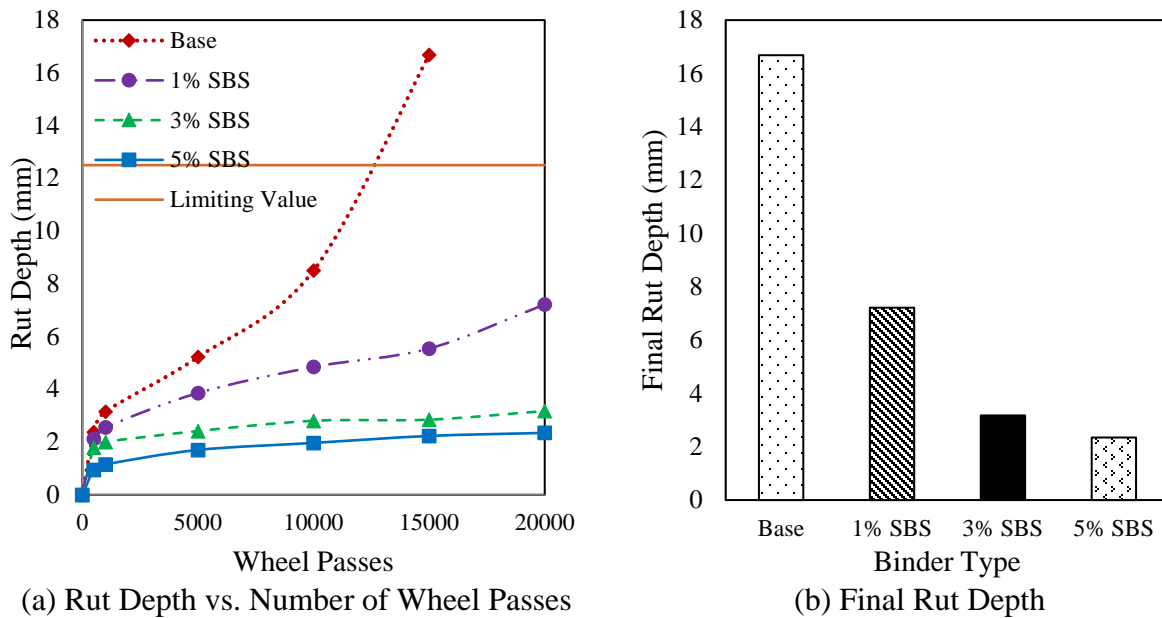 18
16
14
12
10
8
6
4
2
0
Rut Depth (mm)
Base
1% SBS
3% SBS
5% SBS
Limiting Value
0
5000
10000
15000
20000
Wheel Passes
(a) Rut Depth vs. Number of Wheel Passes
18
16
14
12
10
8
6
4
2
0
Final Rut Depth (mm)
Base
1% SBS
3% SBS
5% SBS
Binder Type
(b) Final Rut Depth